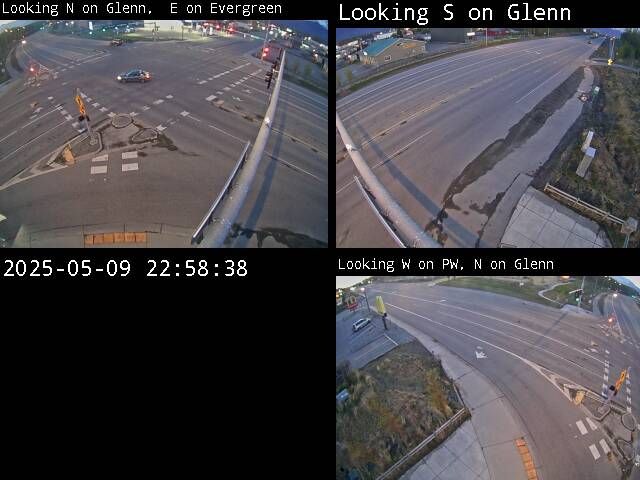 Looking N on Glenn, E on Evergreen
Looking S on Glenn
2025-05-09 22:58:38
Looking W on PW, N on Glenn